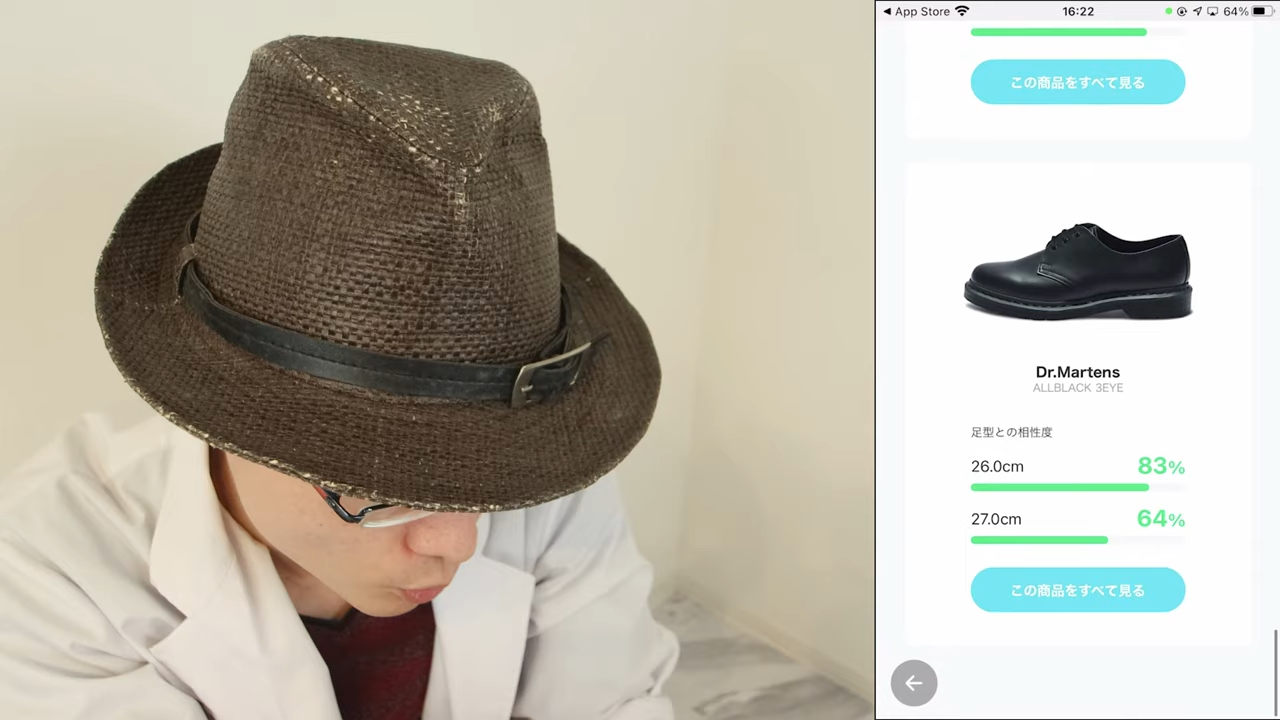 App Store
16:22
64%
この商品をすべて見る
Dr.Martens
ALLBLACK 3EYE
足型との相性度
26.0cm
83%
27.0cm
64%
この商品をすべて見る